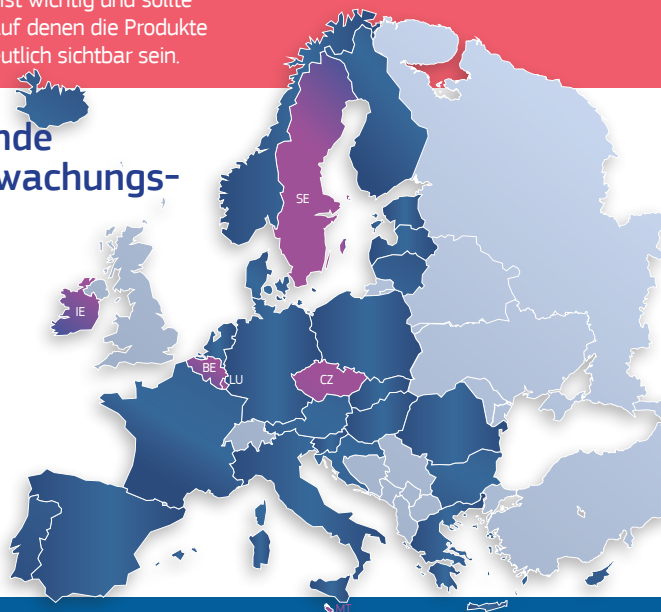 ist wichtig und sollte
uf denen die Produkte
utlich sichtbar sein.
nde
wachungs-
SE
IE
BE
LU
CZ
MT